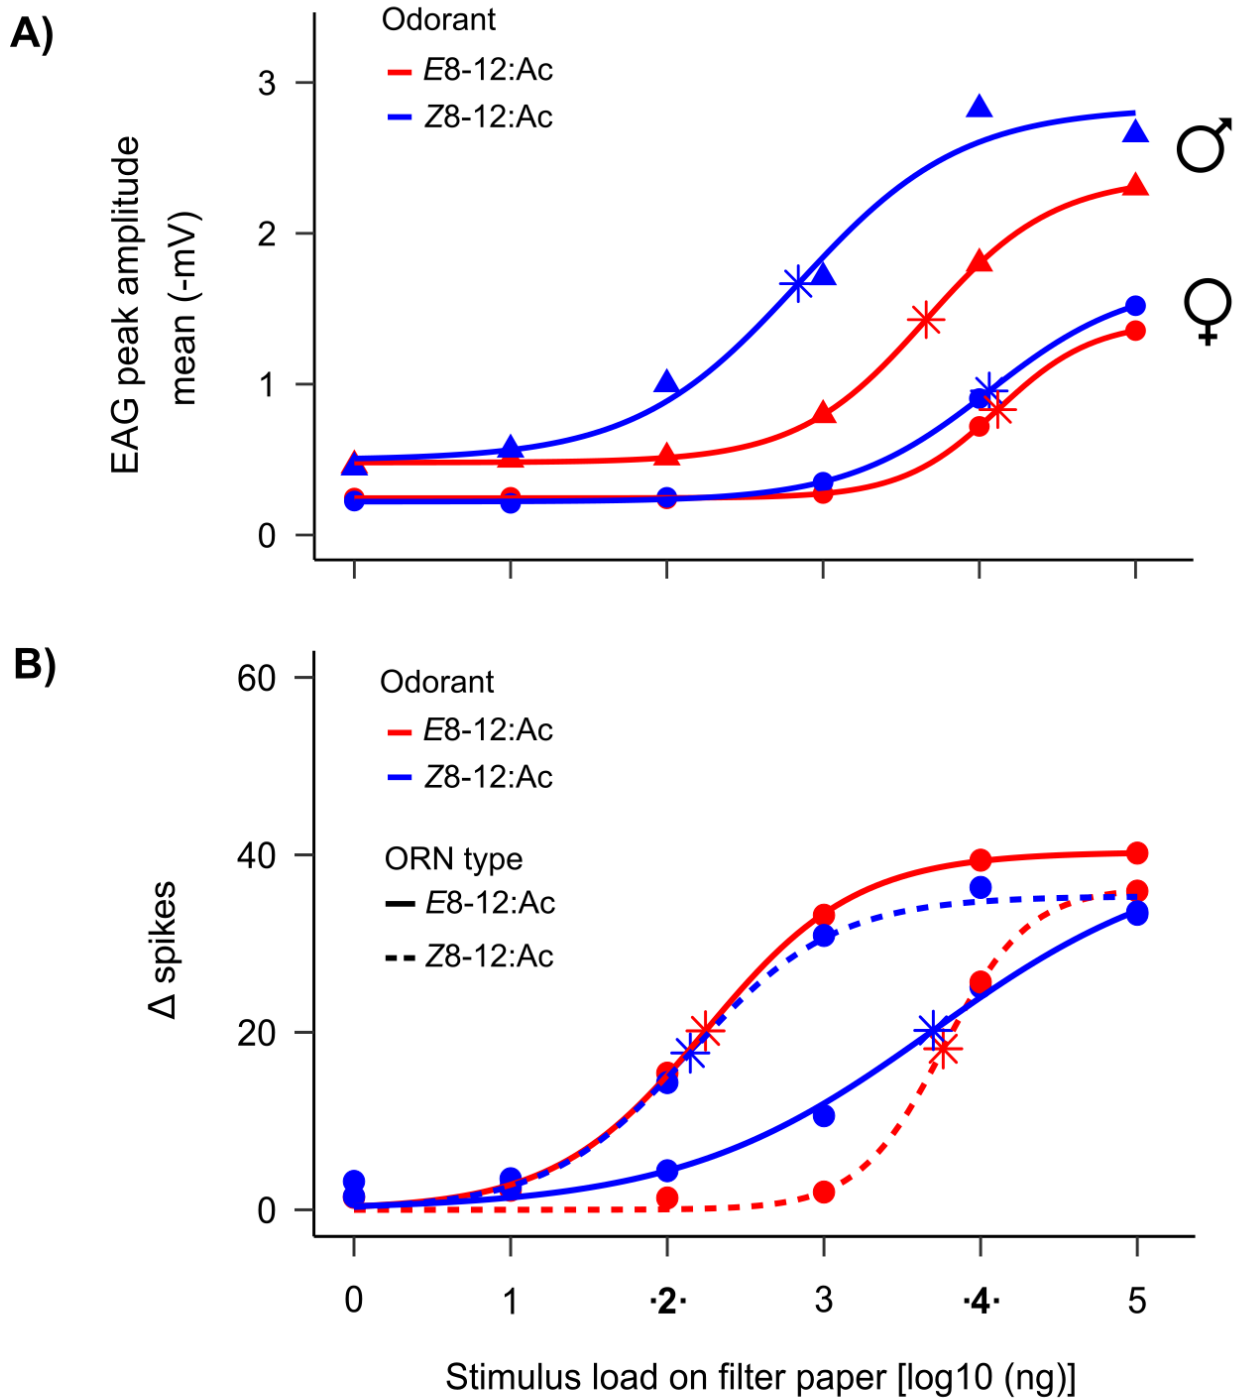 A)
Odorant
E8-12:Ac
Z8-12:Ac
3
2
1
0
EAG peak amplitude
mean (-mV)
♂
♀
B)
60
40
20
0
Δ spikes
Odorant
E8-12:Ac
Z8-12:Ac
ORN type
E8-12:Ac
Z8-12:Ac
0 1 ·2· 3 ·4· 5
Stimulus load on filter paper [log10 (ng)]